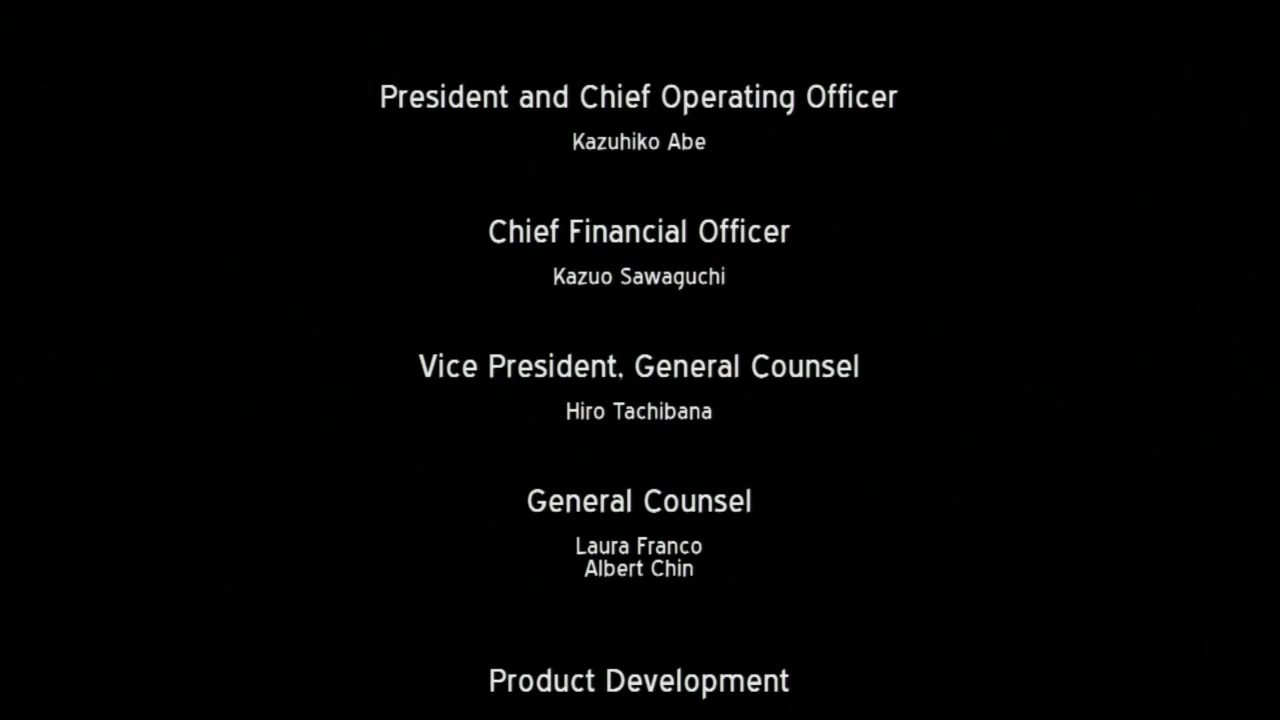 President and Chief Operating Officer
Kazuhiko Abe
Chief Financial Officer
Kazuo Sawaguchi
Vice President, General Counsel
Hiro Tachibana
General Counsel
Laura Franco
Albert Chin
Product Development